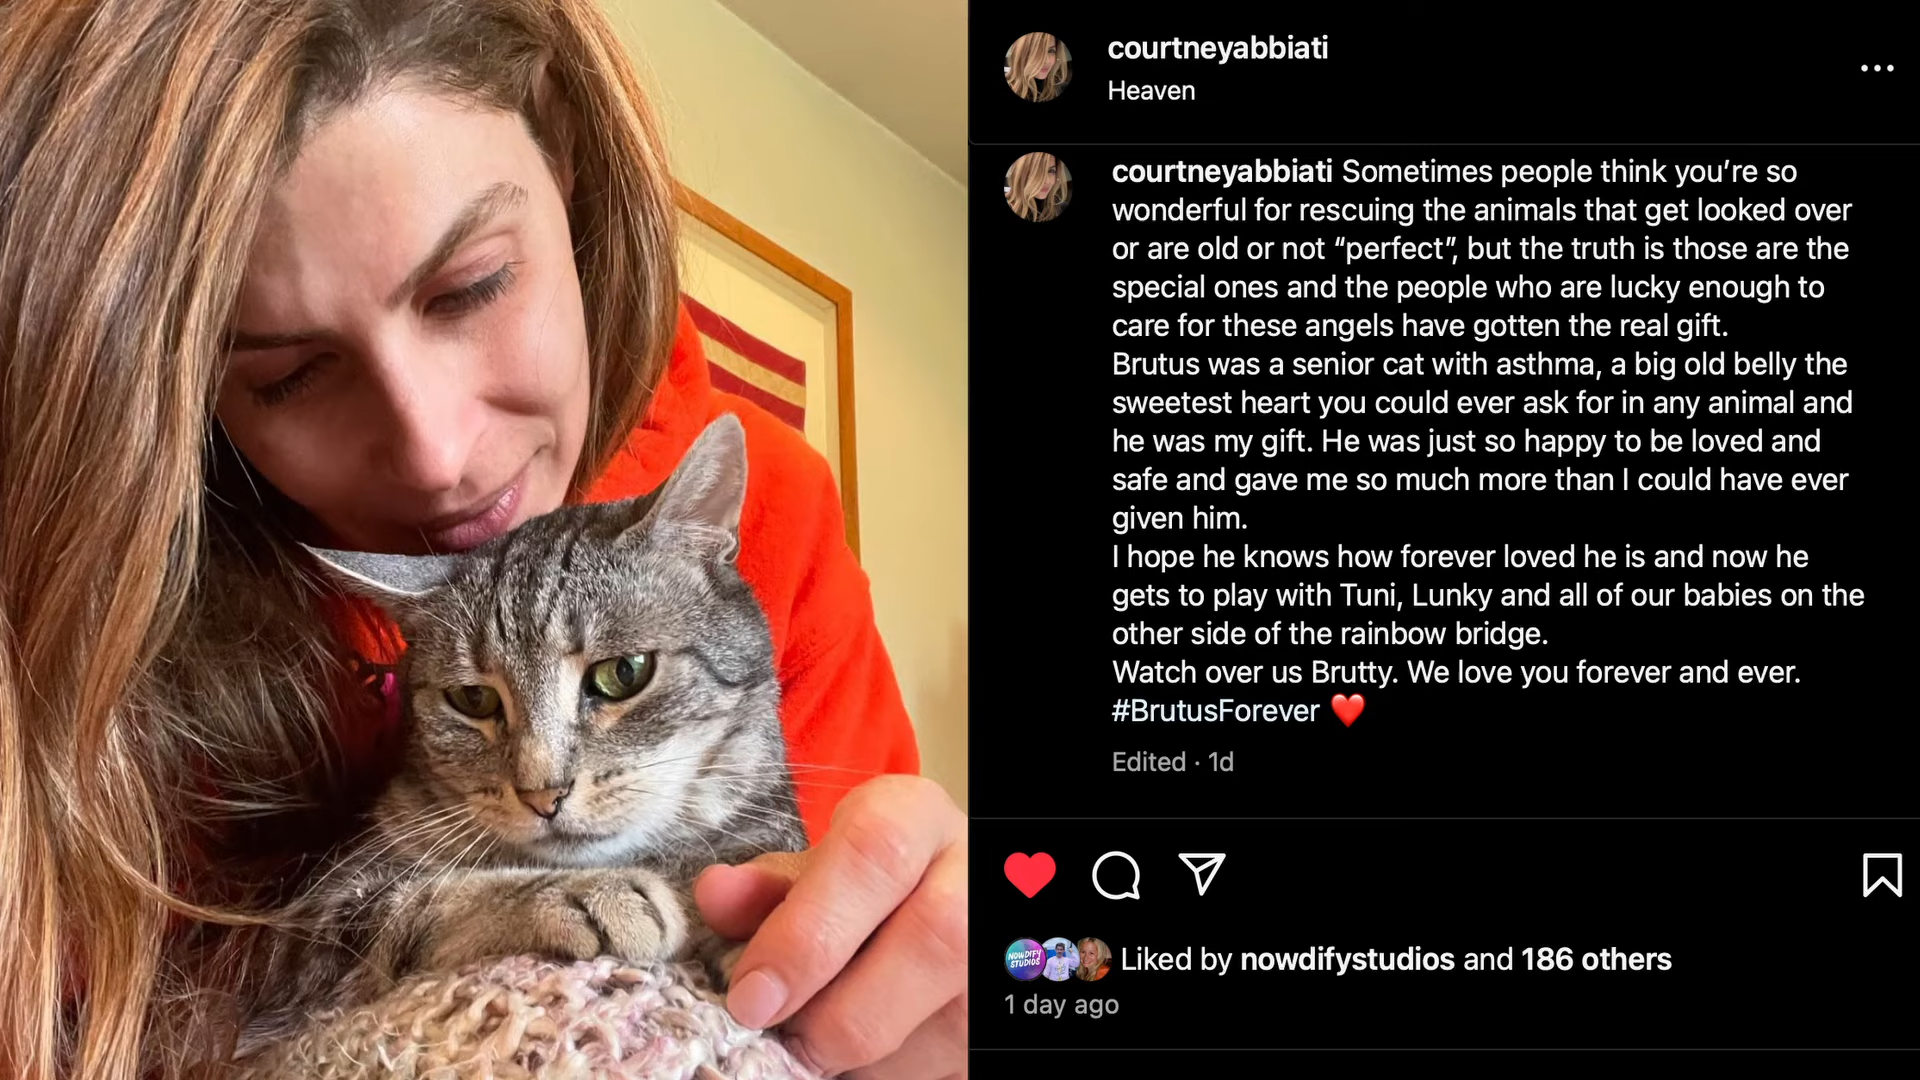 courtneyabbiati
Heaven
courtneyabbiati Sometimes people think you’re so
wonderful for rescuing the animals that get looked over
or are old or not “perfect”, but the truth is those are the
special ones and the people who are lucky enough to
care for these angels have gotten the real gift.
Brutus was a senior cat with asthma, a big old belly the
sweetest heart you could ever ask for in any animal and
he was my gift. He was just so happy to be loved and
safe and gave me so much more than I could have ever
given him.
I hope he knows how forever loved he is and now he
gets to play with Tuni, Lunky and all of our babies on the
other side of the rainbow bridge.
Watch over us Brutty. We love you forever and ever.
#BrutusForever ❤️
Edited · 1d
NOWDIFY
STUDIOS
Liked by nowdifystudios and 186 others
1 day ago